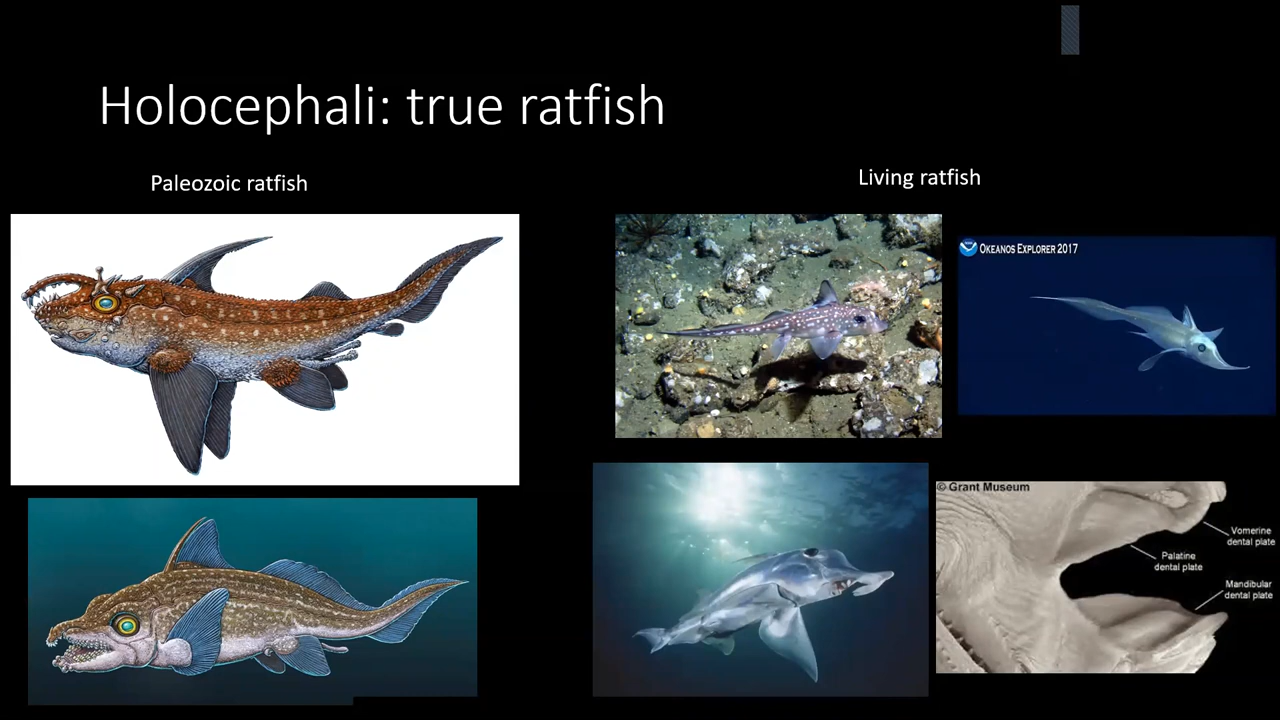 Holocephali: true ratfish
Paleozoic ratfish
Living ratfish
OKEANOS EXPLORER 2017
© Grant Museum
Vomerine
dental plate
Palatine
dental plate
Mandibular
dental plate